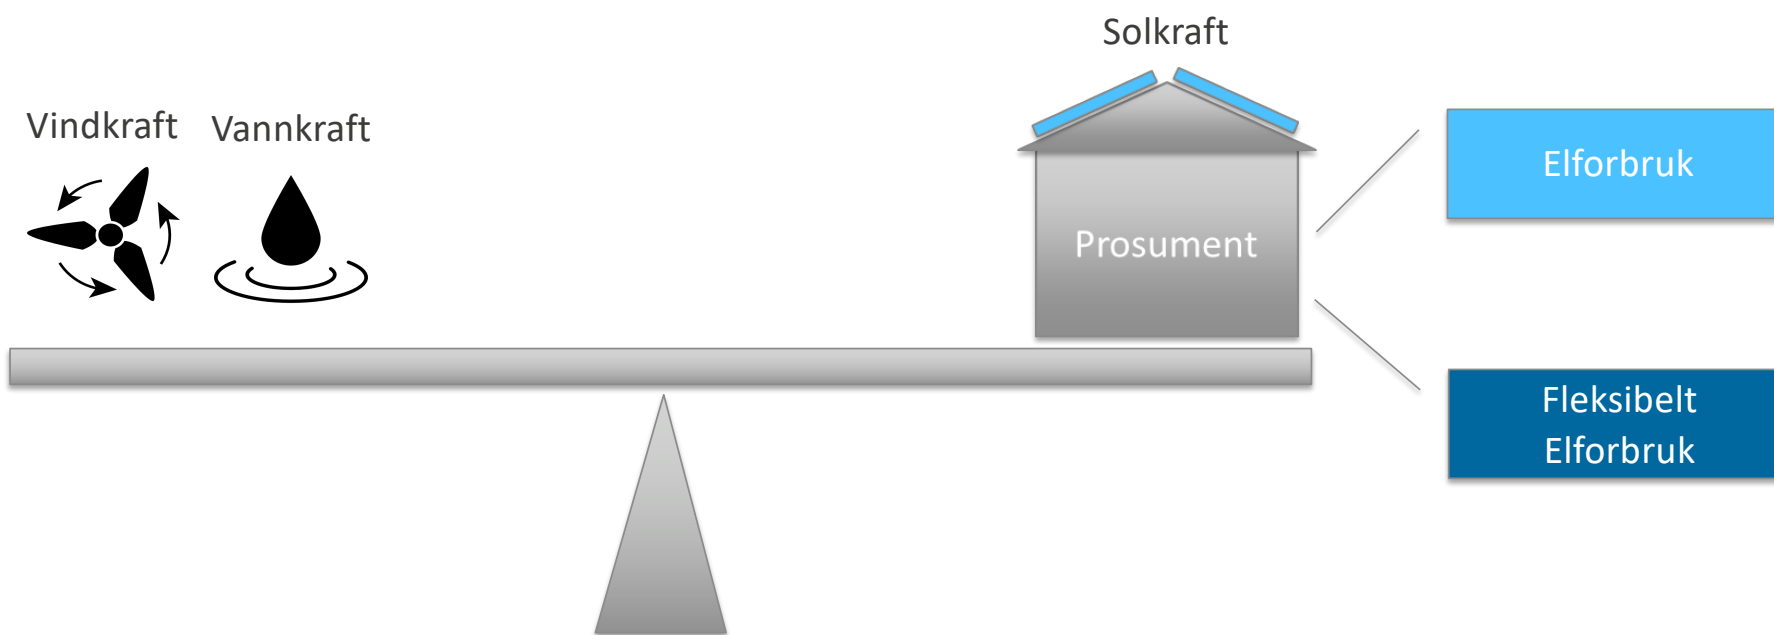 Solkraft
Vindkraft
Vannkraft
Elforbruk
Prosument
Fleksibelt
Elforbruk